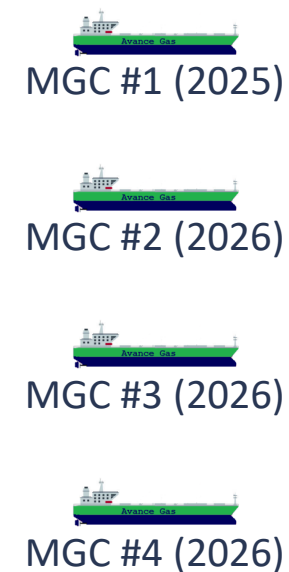 Avance Gas
MGC #1 (2025)
Avance Gas
MGC #2 (2026)
Avance Gas
MGC #3 (2026)
Avance Gas
MGC #4 (2026)